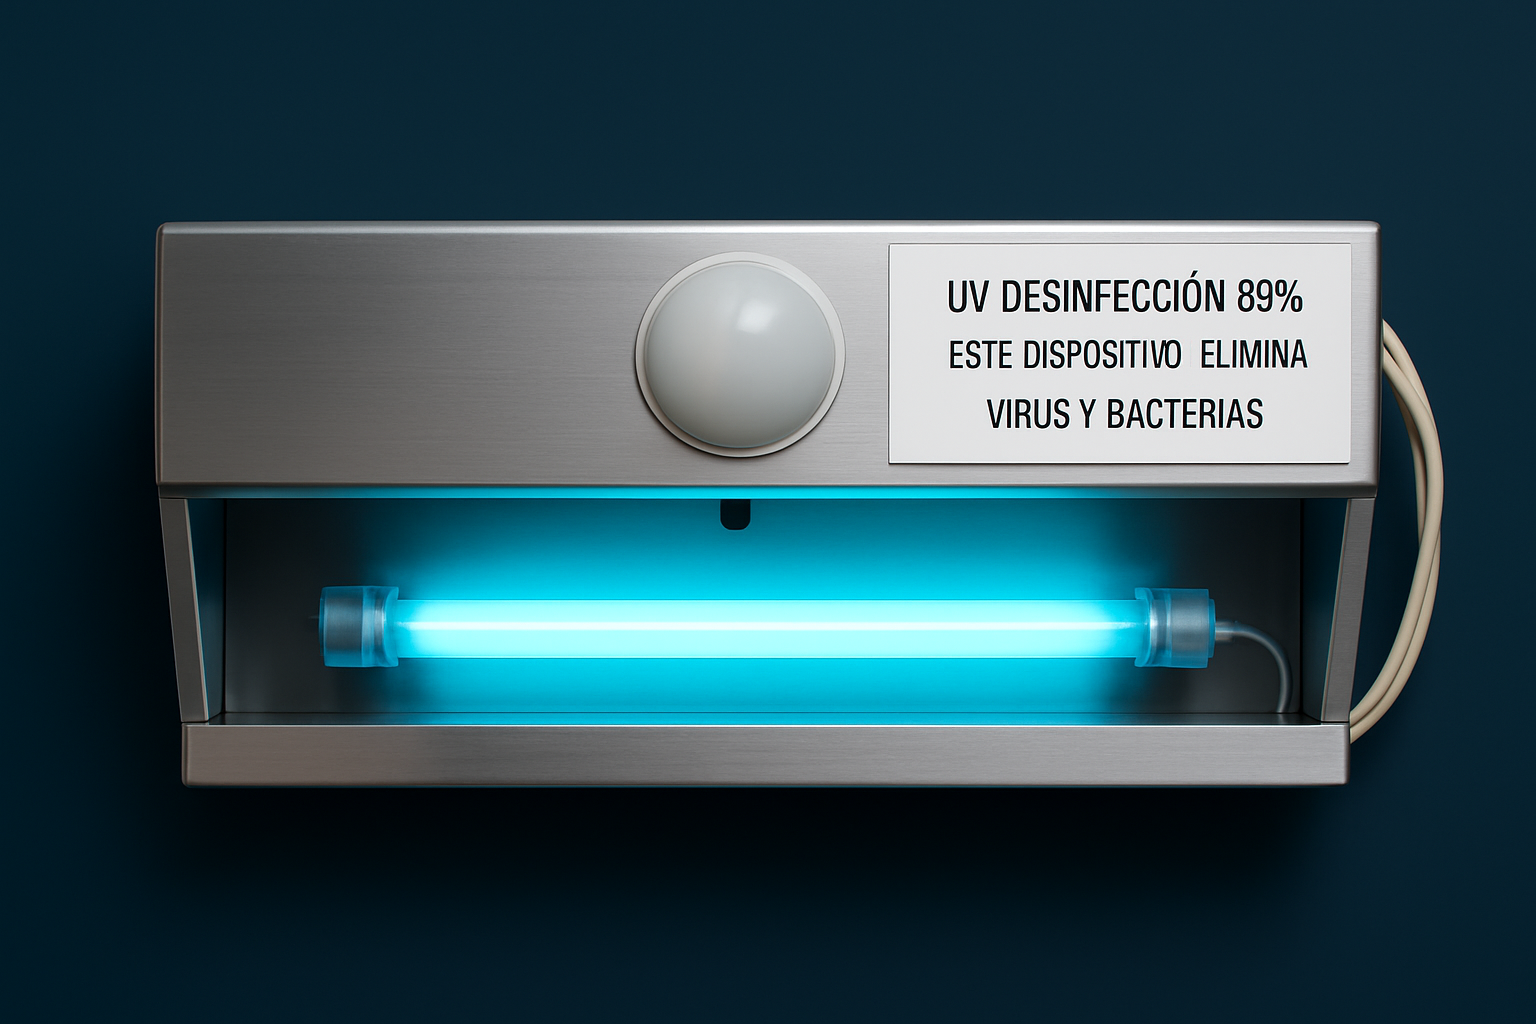 UV DESINFECCIÓN 89%
ESTE DISPOSITIVO ELIMINA
VIRUS Y BACTERIAS